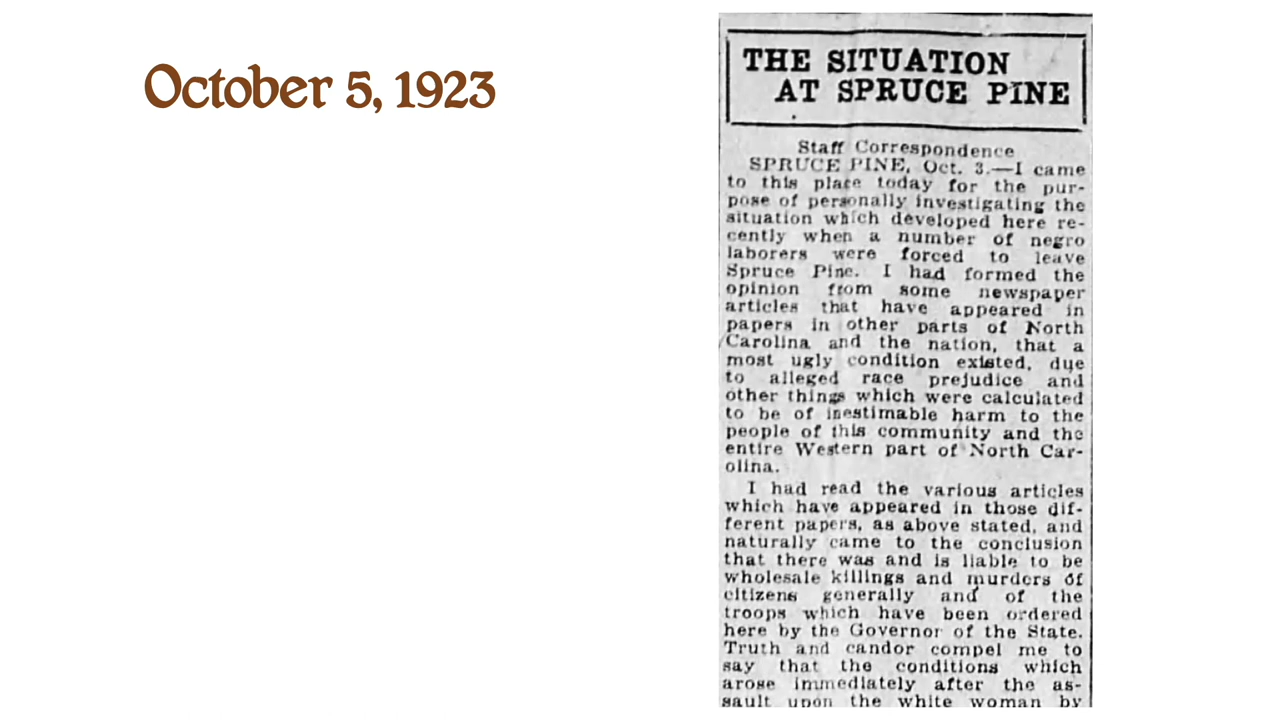 October 5, 1923
THE SITUATION
AT SPRUCE PINE
Staff Correspondence
SPRUCE PINE, Oct. 3.—I came
to this place today for the pur-
pose of personally investigating the
situation which developed here re-
cently when a number of negro
laborers were forced to leave
Spruce Pine. I had formed the
opinion from some newspaper
articles that have appeared in
papers in other parts of North
Carolina and the nation, that a
most ugly condition existed, due
to alleged race prejudice and
other things which were calculated
to be of inestimable harm to the
people of this community and the
entire Western part of North Car-
olina.
I had read the various articles
which have appeared in those dif-
ferent papers, as above stated, and
naturally came to the conclusion
that there was and is liable to be
wholesale killings and murders of
citizens generally and of the
troops which have been ordered
here by the Governor of the State.
Truth and candor compel me to
say that the conditions which
arose immediately after the as-
sault upon the white woman by